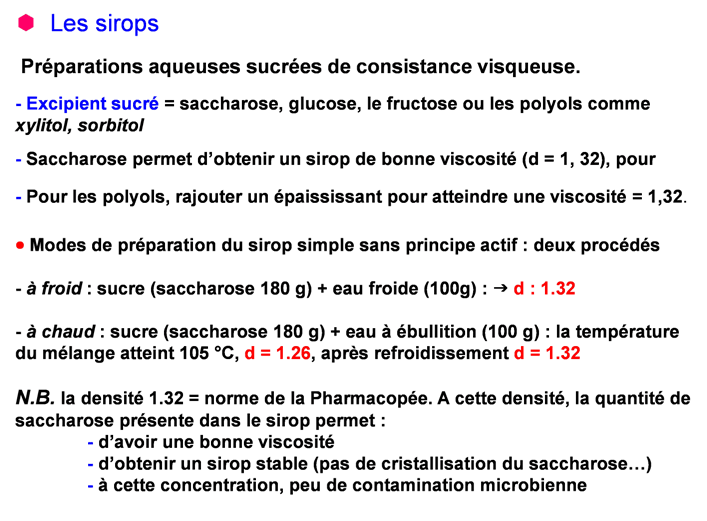 Les sirops
Préparations aqueuses sucrées de consistance visqueuse.
- Excipient sucré = saccharose, glucose, le fructose ou les polyols comme
xylitol, sorbitol
- Saccharose permet d’obtenir un sirop de bonne viscosité (d = 1, 32), pour
- Pour les polyols, rajouter un épaississant pour atteindre une viscosité = 1,32.
• Modes de préparation du sirop simple sans principe actif : deux procédés
- à froid : sucre (saccharose 180 g) + eau froide (100g) : → d : 1.32
- à chaud : sucre (saccharose 180 g) + eau à ébullition (100 g) : la température
du mélange atteint 105 °C, d = 1.26, après refroidissement d = 1.32
N.B. la densité 1.32 = norme de la Pharmacopée. A cette densité, la quantité de
saccharose présente dans le sirop permet :
- d’avoir une bonne viscosité
- d’obtenir un sirop stable (pas de cristallisation du saccharose…)
- à cette concentration, peu de contamination microbienne